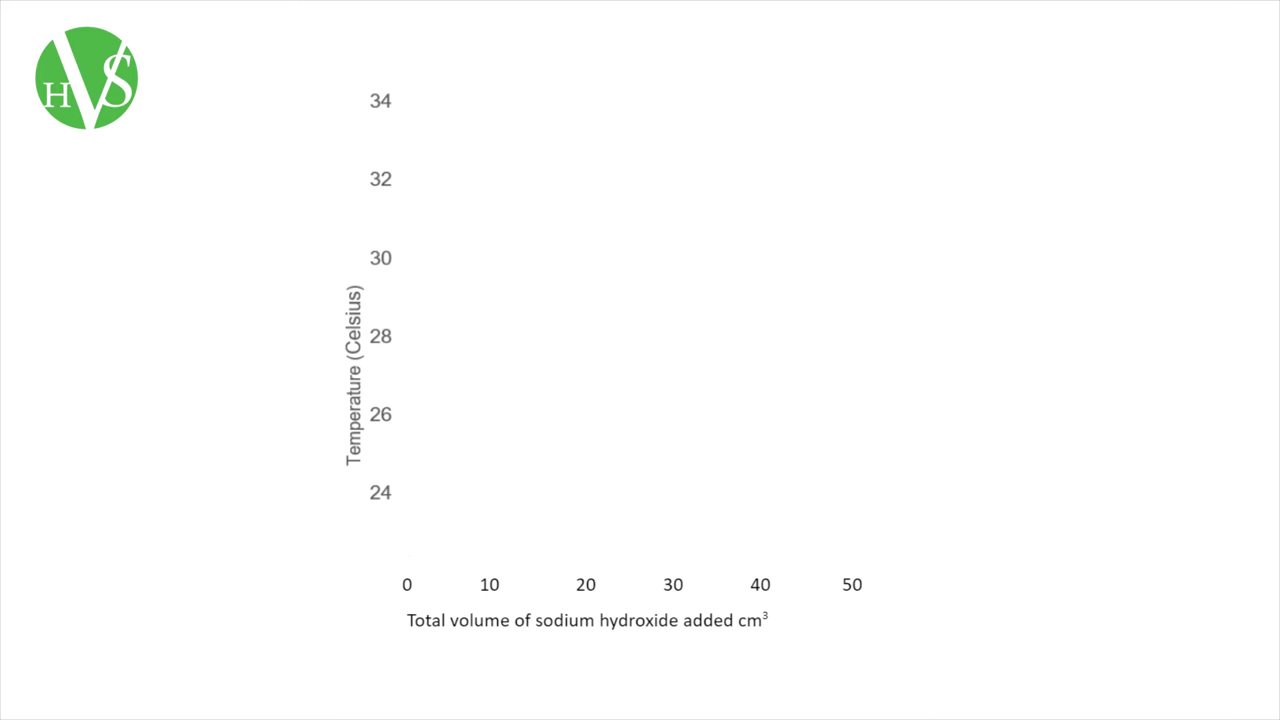 HVS
34
32
30
28
26
24
Temperature (Celsius)
0 10 20 30 40 50
Total volume of sodium hydroxide added cm³